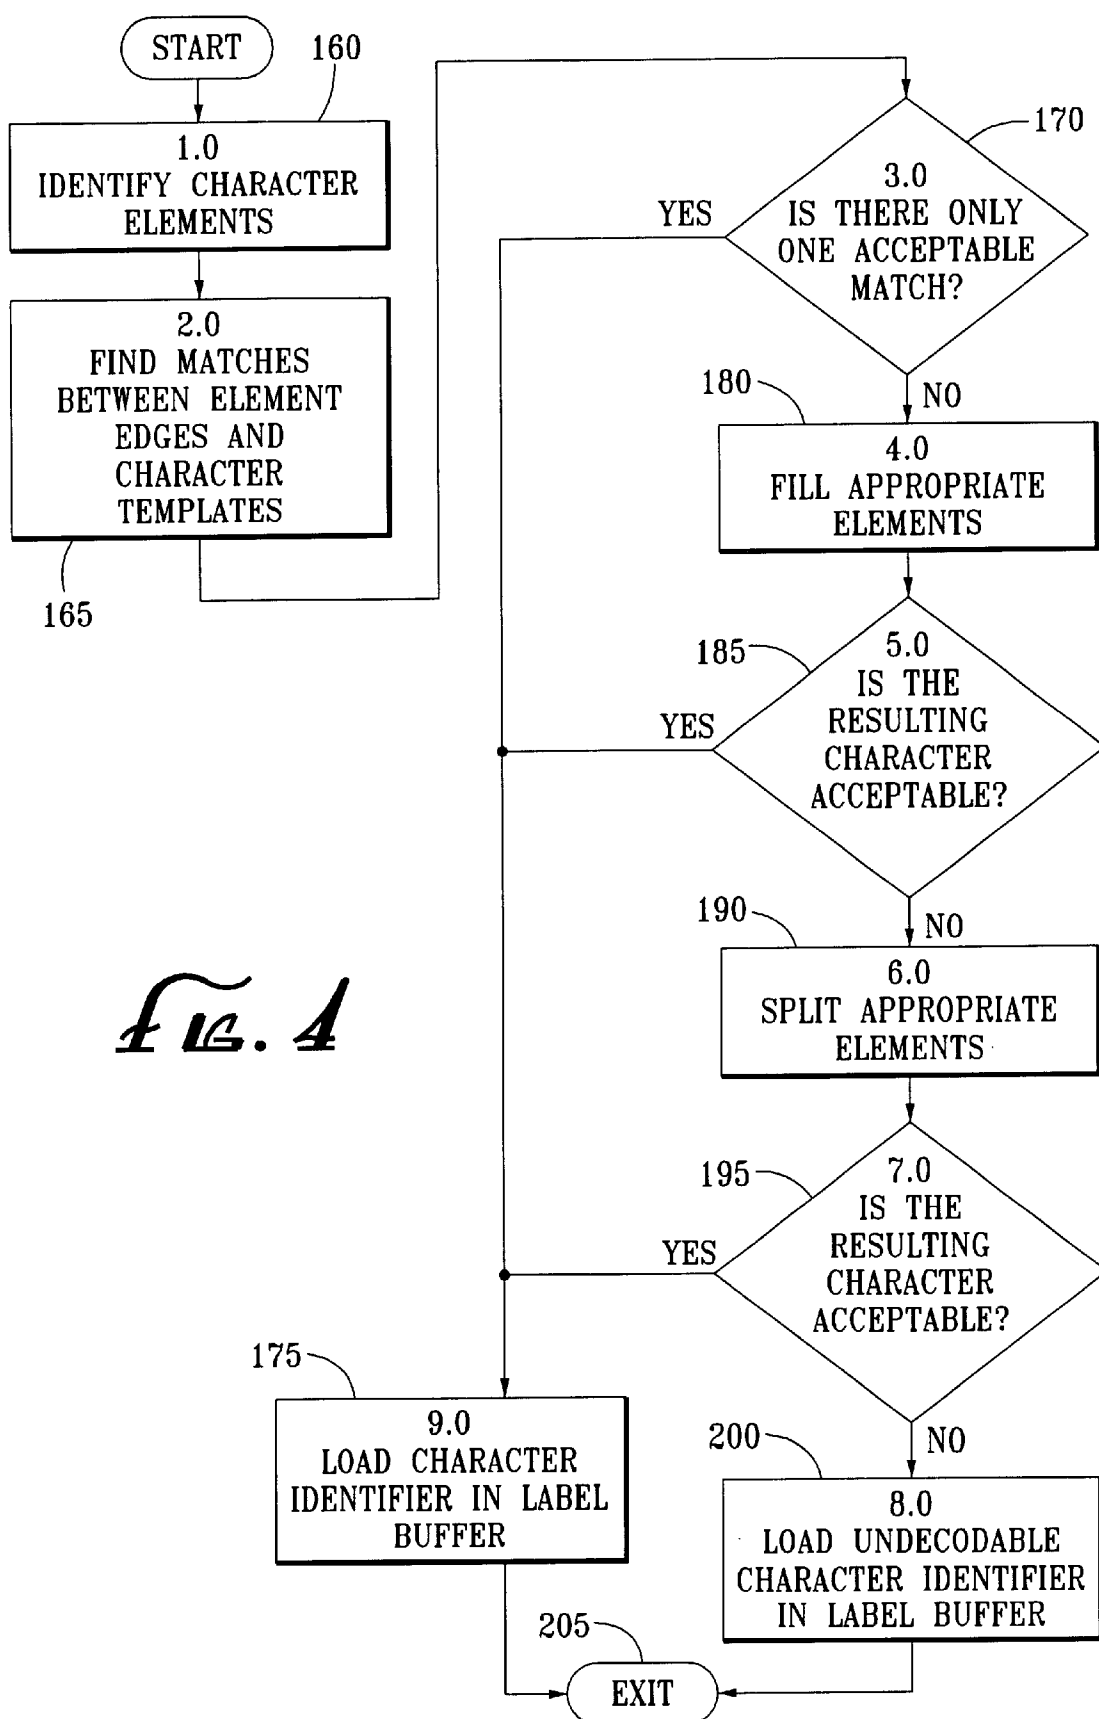 START
160
1.0
IDENTIFY CHARACTER
ELEMENTS
2.0
FIND MATCHES
BETWEEN ELEMENT
EDGES AND
CHARACTER
TEMPLATES
165
170
3.0
IS THERE ONLY
ONE ACCEPTABLE
MATCH?
YES
NO
180
4.0
FILL APPROPRIATE
ELEMENTS
185
5.0
IS THE
RESULTING
CHARACTER
ACCEPTABLE?
YES
NO
190
6.0
SPLIT APPROPRIATE
ELEMENTS
195
7.0
IS THE
RESULTING
CHARACTER
ACCEPTABLE?
YES
NO
175
9.0
LOAD CHARACTER
IDENTIFIER IN LABEL
BUFFER
200
8.0
LOAD UNDECODABLE
CHARACTER IDENTIFIER
IN LABEL BUFFER
205
EXIT
FIG. 4